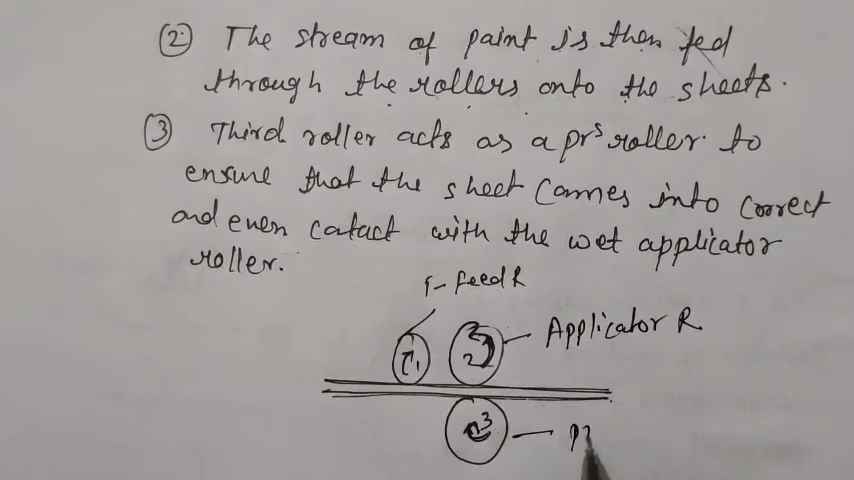 ② The stream of paint is then fed
through the rollers onto the sheets.
③ Third roller acts as a prs roller to
ensure that the sheet comes into correct
and even catact with the wet applicator
roller.
1- feed R
Applicator R
1
2
3